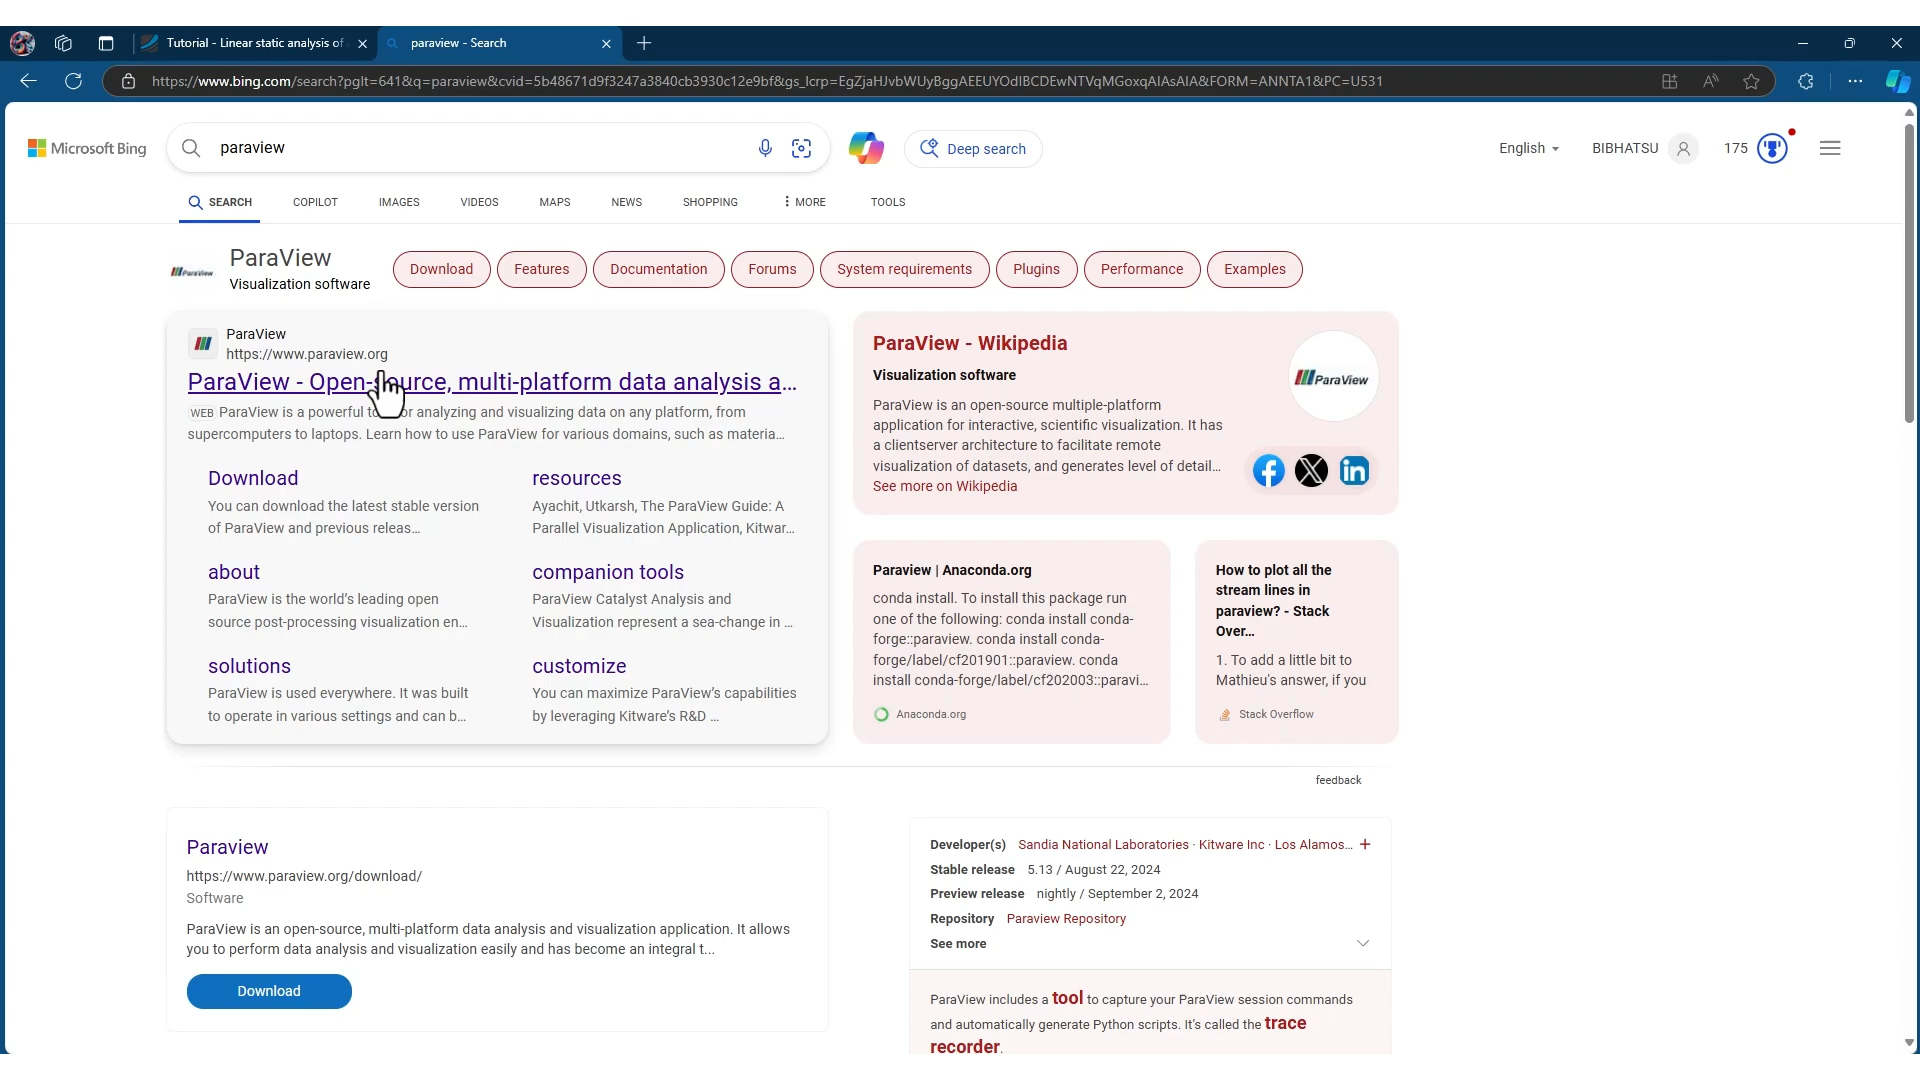 Tutorial - Linear static analysis of
paraview - Search
https://www.bing.com/search?pglt=641&q=paraview&cvid=5b48671d9f3247a3840cb3930c12e9bf&gs_lcrp=EgZjaHJvbWUyBggAEEUYOdIBCDEwNTVqMGoxqAIAsAIA&FORM=ANNTA1&PC=U531
Microsoft Bing
paraview
Deep search
English
BIBHATSU
175
SEARCH
COPILOT
IMAGES
VIDEOS
MAPS
NEWS
SHOPPING
MORE
TOOLS
ParaView
ParaView
Visualization software
Download
Features
Documentation
Forums
System requirements
Plugins
Performance
Examples
ParaView
https://www.paraview.org
ParaView - Open-source, multi-platform data analysis a...
WEB ParaView is a powerful or analyzing and visualizing data on any platform, from
supercomputers to laptops. Learn how to use ParaView for various domains, such as materia...
Download
You can download the latest stable version
of ParaView and previous releas...
resources
Ayachit, Utkarsh, The ParaView Guide: A
Parallel Visualization Application, Kitwar...
about
ParaView is the world's leading open
source post-processing visualization en...
companion tools
ParaView Catalyst Analysis and
Visualization represent a sea-change in ...
solutions
ParaView is used everywhere. It was built
to operate in various settings and can b...
customize
You can maximize ParaView's capabilities
by leveraging Kitware's R&D ...
ParaView - Wikipedia
Visualization software
ParaView is an open-source multiple-platform
application for interactive, scientific visualization. It has
a clientserver architecture to facilitate remote
visualization of datasets, and generates level of detail...
See more on Wikipedia
ParaView
Paraview | Anaconda.org
conda install. To install this package run
one of the following: conda install conda-
forge::paraview. conda install conda-
forge/label/cf201901::paraview. conda
install conda-forge/label/cf202003::paravi...
Anaconda.org
How to plot all the
stream lines in
paraview? - Stack
Over...
1. To add a little bit to
Mathieu's answer, if you
Stack Overflow
feedback
Paraview
https://www.paraview.org/download/
Software
ParaView is an open-source, multi-platform data analysis and visualization application. It allows
you to perform data analysis and visualization easily and has become an integral t...
Download
Developer(s) Sandia National Laboratories · Kitware Inc · Los Alamos...
Stable release 5.13 / August 22, 2024
Preview release nightly / September 2, 2024
Repository Paraview Repository
See more
ParaView includes a tool to capture your ParaView session commands
and automatically generate Python scripts. It's called the trace
recorder.